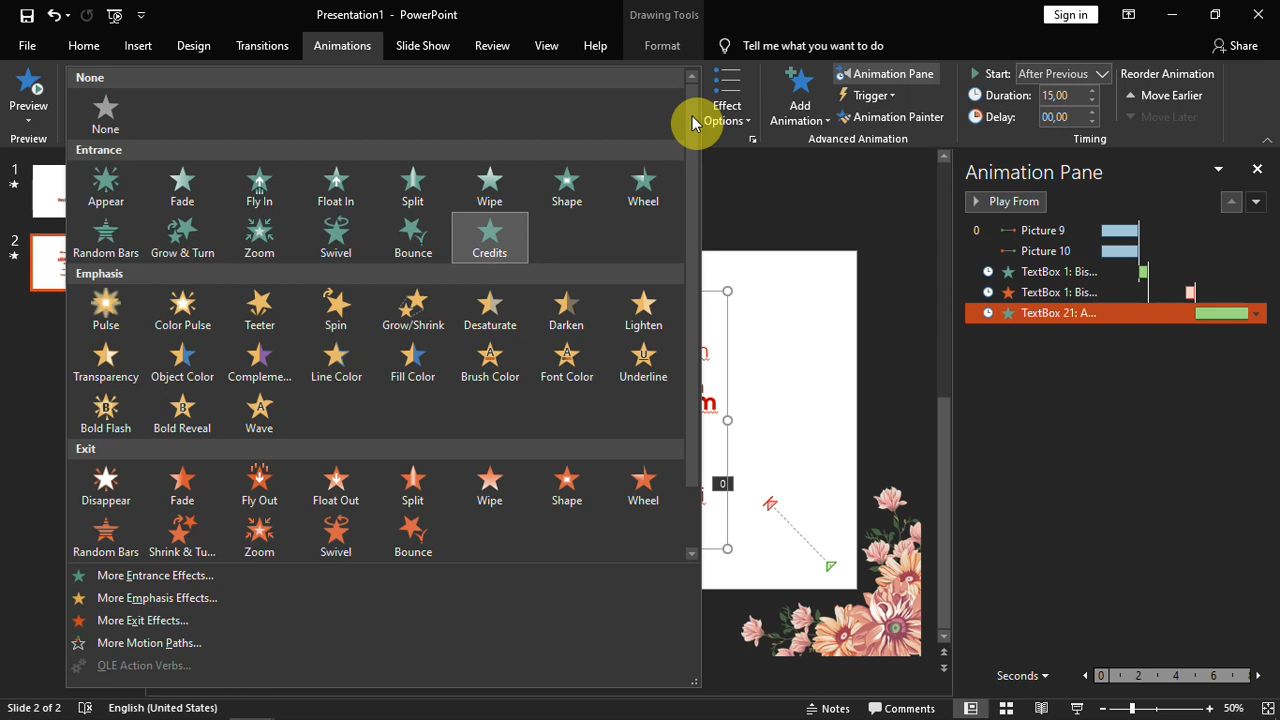 Presentation1 - PowerPoint
Drawing Tools
Sign in
File
Home
Insert
Design
Transitions
Animations
Slide Show
Review
View
Help
Format
Tell me what you want to do
Share
Preview
Preview
Effect
Options
Add
Animation
Animation Pane
Trigger
Animation Painter
Advanced Animation
Start: After Previous
Duration: 15,00
Delay: 00,00
Reorder Animation
Move Earlier
Move Later
Timing
None
None
Entrance
Appear Fade Fly In Float In Split Wipe Shape Wheel
Random Bars Grow & Turn Zoom Swivel Bounce Credits
Emphasis
Pulse Color Pulse Teeter Spin Grow/Shrink Desaturate Darken Lighten
Transparency Object Color Compleme... Line Color Fill Color Brush Color Font Color Underline
Bold Flash Bold Reveal Wave
Exit
Disappear Fade Fly Out Float Out Split Wipe Shape Wheel
Random Bars Shrink & Tu... Zoom Swivel Bounce
More Entrance Effects...
More Emphasis Effects...
More Exit Effects...
More Motion Paths...
OLE Action Verbs...
1
2
0
Animation Pane
Play From
0 Picture 9
Picture 10
TextBox 1: Bis...
TextBox 1: Bis...
TextBox 21: A...
Seconds
0 2 4 6
Slide 2 of 2
English (United States)
Notes
Comments
50%